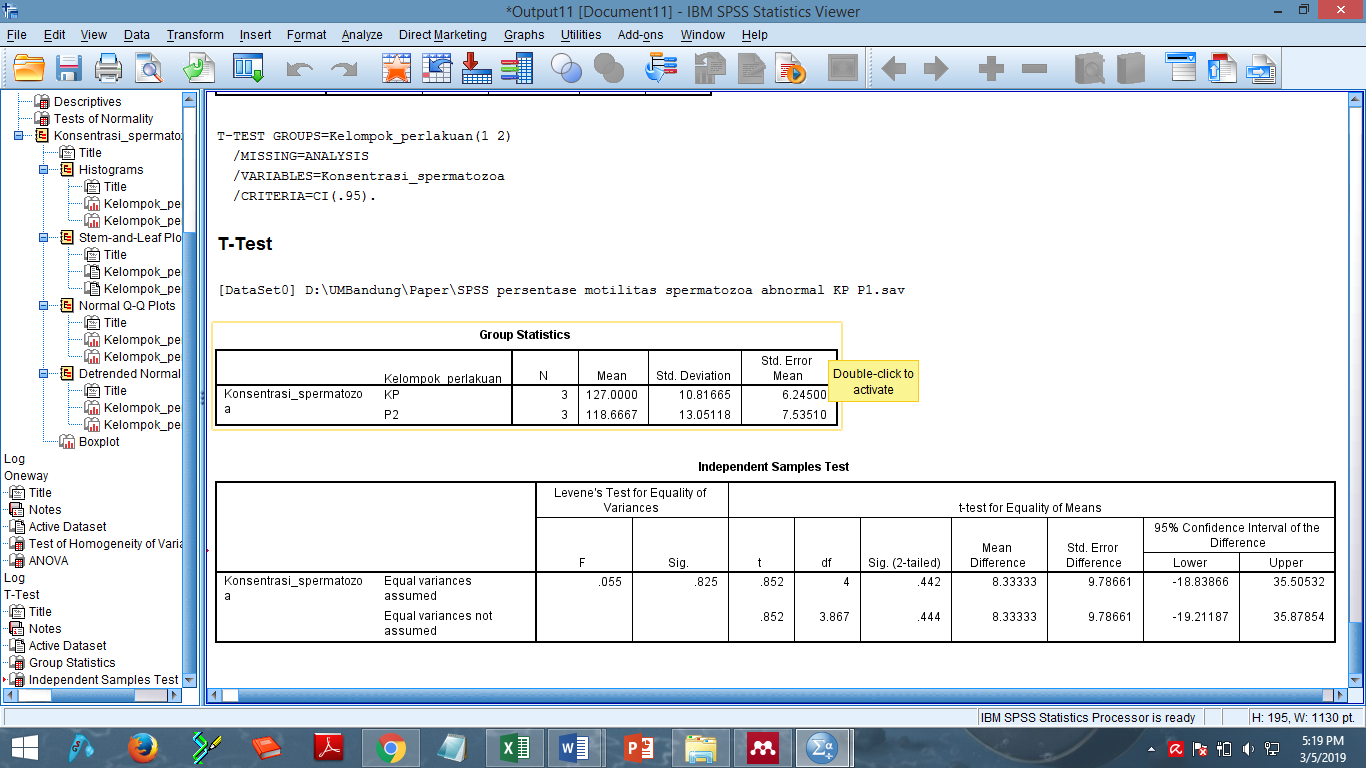 *Output11 [Document11] - IBM SPSS Statistics Viewer
File Edit View Data Transform Insert Format Analyze Direct Marketing Graphs Utilities Add-ons Window Help
Descriptives
Tests of Normality
Konsentrasi_spermatozo
Title
Histograms
Title
Kelompok_pe
Kelompok_pe
Stem-and-Leaf Plo
Title
Kelompok_pe
Kelompok_pe
Normal Q-Q Plots
Title
Kelompok_pe
Kelompok_pe
Detrended Normal
Title
Kelompok_pe
Kelompok_pe
Boxplot
Log
Oneway
Title
Notes
Active Dataset
Test of Homogeneity of Varia
ANOVA
Log
T-Test
Title
Notes
Active Dataset
Group Statistics
Independent Samples Test
T-TEST GROUPS=Kelompok_perlakuan(1 2)
/MISSING=ANALYSIS
/VARIABLES=Konsentrasi_spermatozoa
/CRITERIA=CI(.95).
T-Test
[DataSet0] D:\UMBandung\Paper\SPSS persentase motilitas spermatozoa abnormal KP P1.sav
Group Statistics
Kelompok_perlakuan N Mean Std. Deviation Std. Error Mean
Konsentrasi_spermatozoa KP 3 127.0000 10.81665 6.24500
P2 3 118.6667 13.05118 7.53510
Double-click to
activate
Independent Samples Test
Levene's Test for Equality of Variances t-test for Equality of Means
95% Confidence Interval of the Difference
F Sig. t df Sig. (2-tailed) Mean Difference Std. Error Difference Lower Upper
Konsentrasi_spermatozoa Equal variances assumed .055 .825 .852 4 .442 8.33333 9.78661 -18.83866 35.50532
Equal variances not assumed .852 3.867 .444 8.33333 9.78661 -19.21187 35.87854
IBM SPSS Statistics Processor is ready H: 195, W: 1130 pt.
5:19 PM
3/5/2019